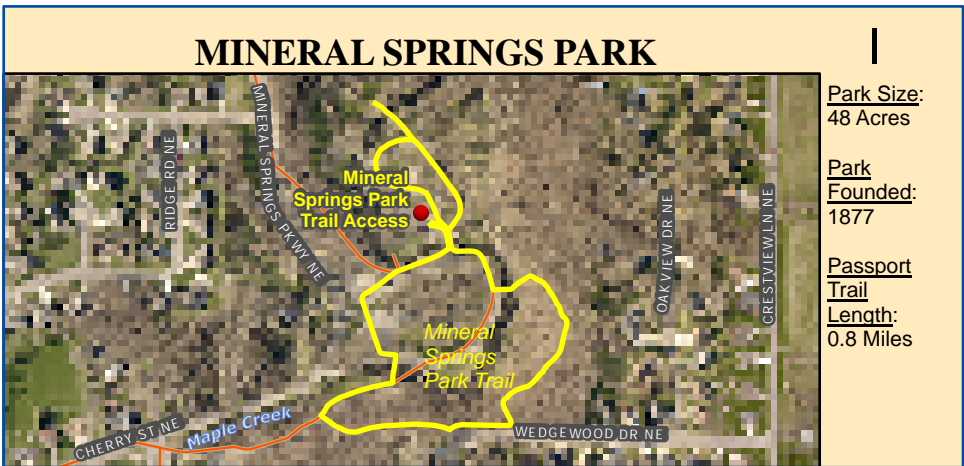 MINERAL SPRINGS PARK
Park Size:
48 Acres
Park
Founded:
1877
Passport
Trail
Length:
0.8 Miles
MINERAL SPRINGS PKWY NE
RIDGE RD NE
Mineral
Springs Park
Trail Access
OAKVIEW DR NE
CRESTVIEW LN NE
Mineral
Springs
Park Trail
Maple Creek
CHERRY ST NE
WEDGEWOOD DR NE